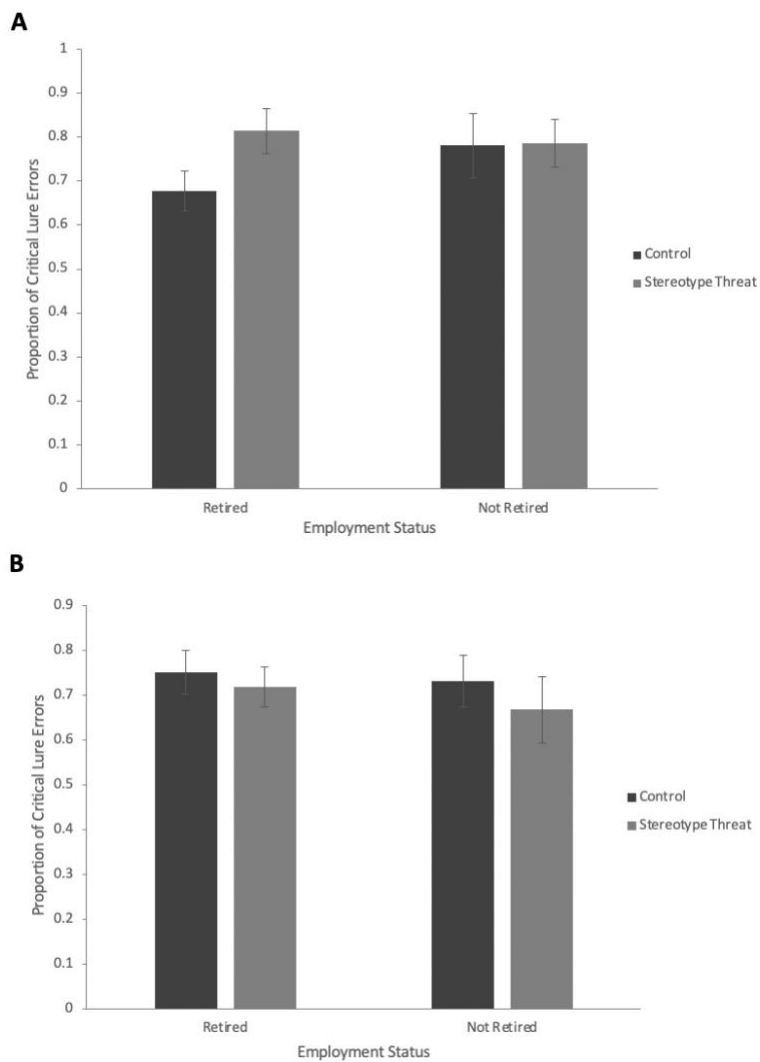 A
1
0.9
0.8
0.7
0.6
0.5
0.4
0.3
0.2
0.1
0
Proportion of Critical Lure Errors
Retired
Not Retired
Employment Status
Control
Stereotype Threat
B
0.9
0.8
0.7
0.6
0.5
0.4
0.3
0.2
0.1
0
Proportion of Critical Lure Errors
Retired
Not Retired
Employment Status
Control
Stereotype Threat